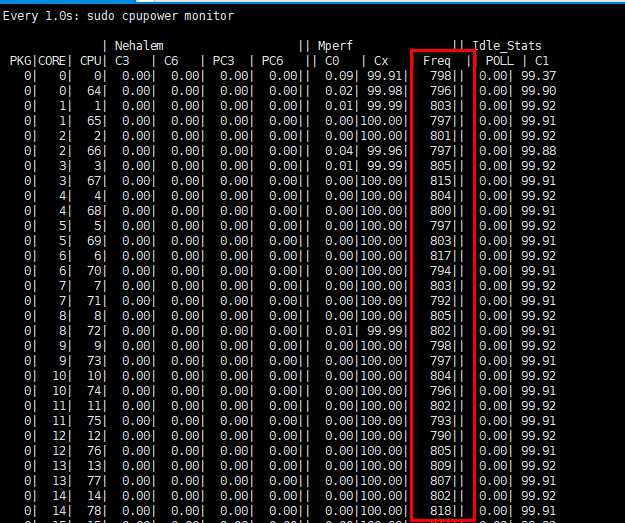 Every 1.0s: sudo cpupower monitor
| Nehalem || Mperf || Idle_Stats
PKG|CORE| CPU| C3 | C6 | PC3 | PC6 || C0 | Cx | Freq || POLL | C1
0| 0| 0| 0.00| 0.00| 0.00| 0.00|| 0.09| 99.91| 798|| 0.00| 99.37
0| 0| 64| 0.00| 0.00| 0.00| 0.00|| 0.02| 99.98| 796|| 0.00| 99.90
0| 1| 1| 0.00| 0.00| 0.00| 0.00|| 0.01| 99.99| 803|| 0.00| 99.92
0| 1| 65| 0.00| 0.00| 0.00| 0.00|| 0.00|100.00| 797|| 0.00| 99.91
0| 2| 2| 0.00| 0.00| 0.00| 0.00|| 0.00|100.00| 801|| 0.00| 99.92
0| 2| 66| 0.00| 0.00| 0.00| 0.00|| 0.04| 99.96| 797|| 0.00| 99.88
0| 3| 3| 0.00| 0.00| 0.00| 0.00|| 0.01| 99.99| 805|| 0.00| 99.92
0| 3| 67| 0.00| 0.00| 0.00| 0.00|| 0.00|100.00| 815|| 0.00| 99.91
0| 4| 4| 0.00| 0.00| 0.00| 0.00|| 0.00|100.00| 804|| 0.00| 99.92
0| 4| 68| 0.00| 0.00| 0.00| 0.00|| 0.00|100.00| 800|| 0.00| 99.91
0| 5| 5| 0.00| 0.00| 0.00| 0.00|| 0.00|100.00| 797|| 0.00| 99.92
0| 5| 69| 0.00| 0.00| 0.00| 0.00|| 0.00|100.00| 803|| 0.00| 99.91
0| 6| 6| 0.00| 0.00| 0.00| 0.00|| 0.00|100.00| 817|| 0.00| 99.92
0| 6| 70| 0.00| 0.00| 0.00| 0.00|| 0.00|100.00| 794|| 0.00| 99.91
0| 7| 7| 0.00| 0.00| 0.00| 0.00|| 0.00|100.00| 803|| 0.00| 99.92
0| 7| 71| 0.00| 0.00| 0.00| 0.00|| 0.00|100.00| 792|| 0.00| 99.91
0| 8| 8| 0.00| 0.00| 0.00| 0.00|| 0.00|100.00| 805|| 0.00| 99.92
0| 8| 72| 0.00| 0.00| 0.00| 0.00|| 0.01| 99.99| 802|| 0.00| 99.91
0| 9| 9| 0.00| 0.00| 0.00| 0.00|| 0.00|100.00| 798|| 0.00| 99.92
0| 9| 73| 0.00| 0.00| 0.00| 0.00|| 0.00|100.00| 797|| 0.00| 99.91
0| 10| 10| 0.00| 0.00| 0.00| 0.00|| 0.00|100.00| 804|| 0.00| 99.92
0| 10| 74| 0.00| 0.00| 0.00| 0.00|| 0.00|100.00| 796|| 0.00| 99.91
0| 11| 11| 0.00| 0.00| 0.00| 0.00|| 0.00|100.00| 802|| 0.00| 99.92
0| 11| 75| 0.00| 0.00| 0.00| 0.00|| 0.00|100.00| 793|| 0.00| 99.91
0| 12| 12| 0.00| 0.00| 0.00| 0.00|| 0.00|100.00| 790|| 0.00| 99.92
0| 12| 76| 0.00| 0.00| 0.00| 0.00|| 0.00|100.00| 805|| 0.00| 99.91
0| 13| 13| 0.00| 0.00| 0.00| 0.00|| 0.00|100.00| 809|| 0.00| 99.92
0| 13| 77| 0.00| 0.00| 0.00| 0.00|| 0.00|100.00| 807|| 0.00| 99.91
0| 14| 14| 0.00| 0.00| 0.00| 0.00|| 0.00|100.00| 802|| 0.00| 99.92
0| 14| 78| 0.00| 0.00| 0.00| 0.00|| 0.00|100.00| 818|| 0.00| 99.91